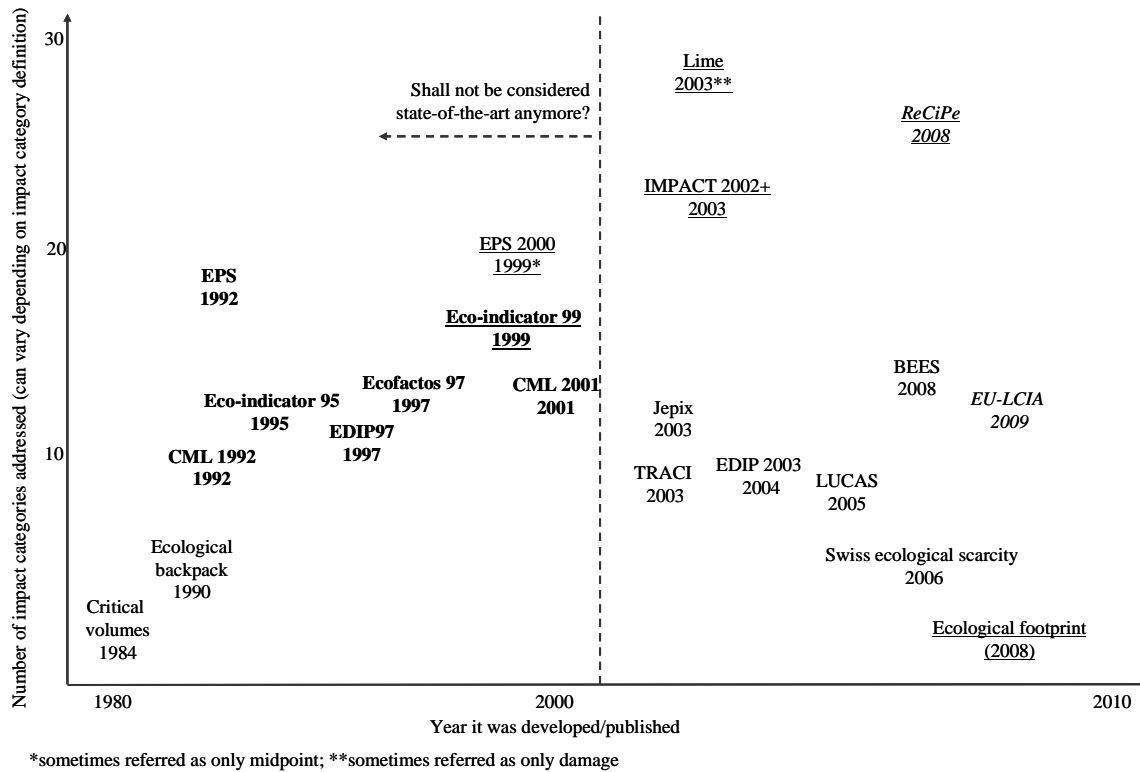 Number of impact categories addressed (can vary depending on impact category definition)
30
20
10
Shall not be considered
state-of-the-art anymore?
Lime
2003**
ReCiPe
2008
IMPACT 2002+
2003
EPS 2000
1999*
EPS
1992
Eco-indicator 99
1999
Ecofactos 97
1997
CML 2001
2001
Eco-indicator 95
1995
EDIP97
1997
CML 1992
1992
BEES
2008
EU-LCIA
2009
Jepix
2003
TRACI
2003
EDIP 2003
2004
LUCAS
2005
Ecological
backpack
1990
Swiss ecological scarcity
2006
Critical
volumes
1984
Ecological footprint
(2008)
1980
2000
2010
Year it was developed/published
*sometimes referred as only midpoint; **sometimes referred as only damage